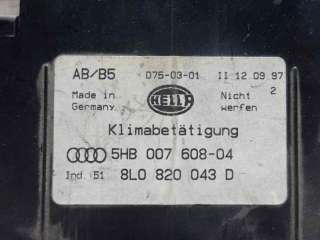 AB/B5 075-03-01 II 12.09.97
Made in Germany HELLA Nicht 2 werfen
Klimabetätigung
5HB 007 608-04
Ind. 51 8L0 820 043 D